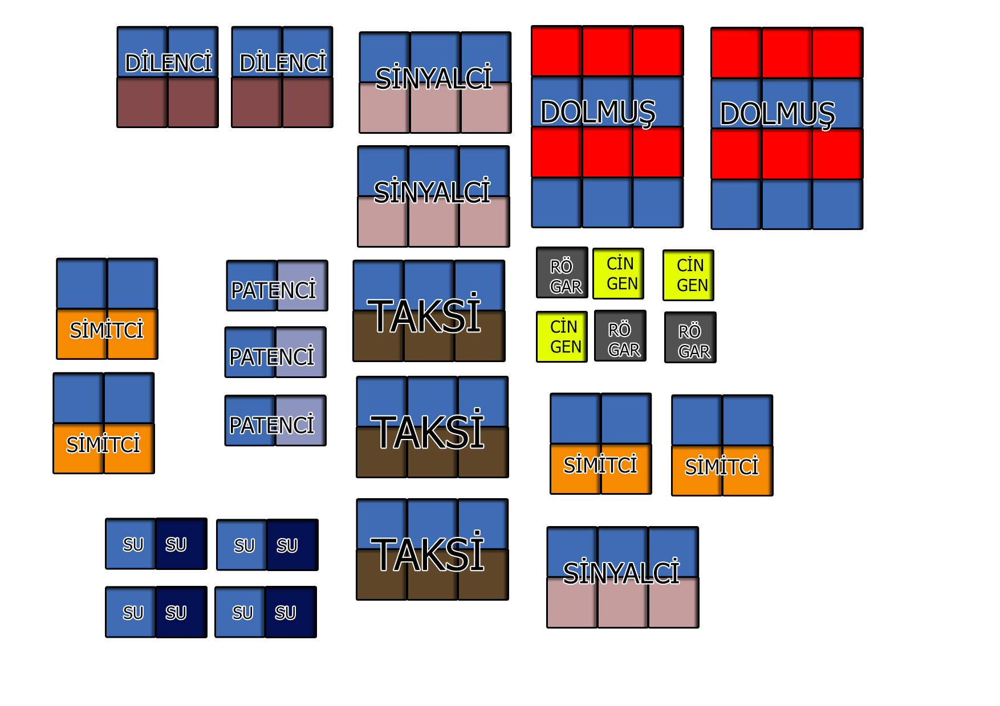 DİLENCİ
DİLENCİ
SİNYALCİ
DOLMUŞ
DOLMUŞ
SİNYALCİ
SİMİTCİ
PATENCİ
PATENCİ
PATENCİ
SİMİTCİ
TAKSİ
TAKSİ
TAKSİ
RÖ
GAR
CİN
GEN
CİN
GEN
CİN
GEN
RÖ
GAR
RÖ
GAR
SİMİTCİ
SİMİTCİ
SU SU
SU SU
SU SU
SU SU
SİNYALCİ